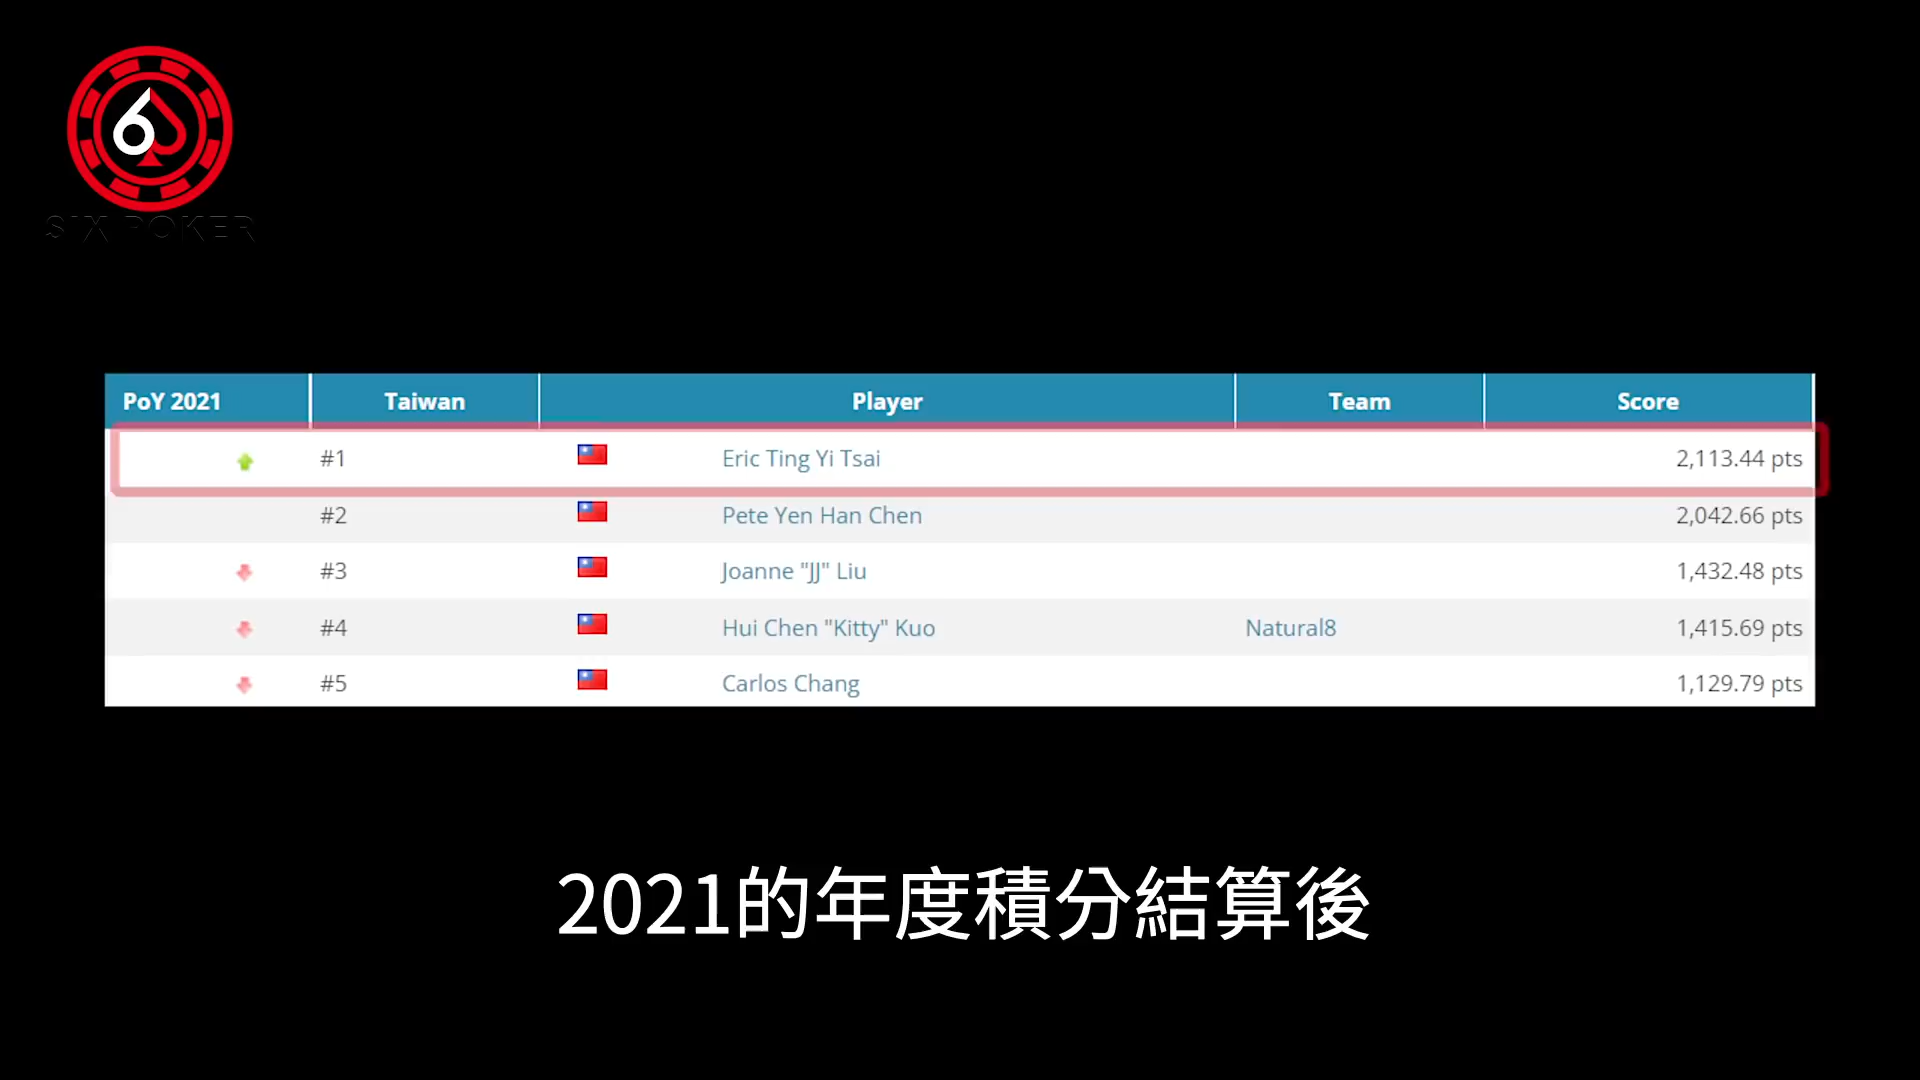 6
SIX POKER
PoY 2021 Taiwan Player Team Score
#1 Eric Ting Yi Tsai 2,113.44 pts
#2 Pete Yen Han Chen 2,042.66 pts
#3 Joanne "JJ" Liu 1,432.48 pts
#4 Hui Chen "Kitty" Kuo Natural8 1,415.69 pts
#5 Carlos Chang 1,129.79 pts
2021的年度積分結算後